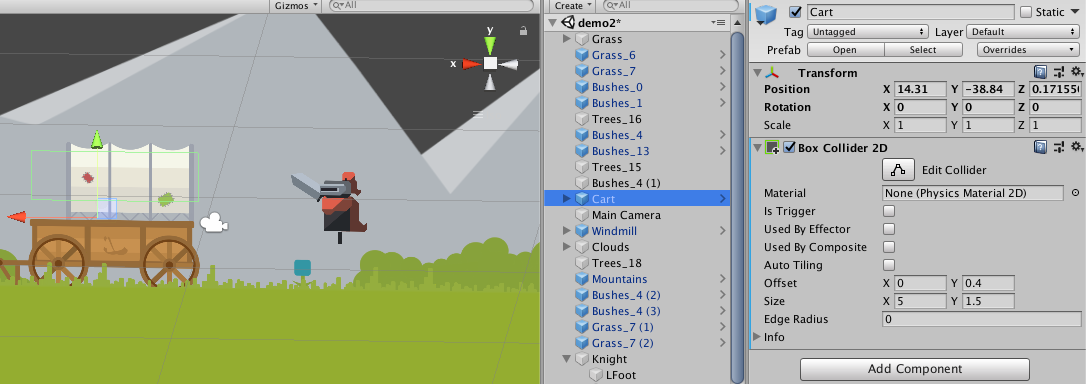 Gizmos All
y
x
Create All
demo2*
Grass
Grass_6
Grass_7
Bushes_0
Bushes_1
Trees_16
Bushes_4
Bushes_13
Trees_15
Bushes_4 (1)
Cart
Main Camera
Windmill
Clouds
Trees_18
Mountains
Bushes_4 (2)
Bushes_4 (3)
Grass_7 (1)
Grass_7 (2)
Knight
LFoot
Cart Static
Tag Untagged Layer Default
Prefab Open Select Overrides
Transform
Position X 14.31 Y -38.84 Z 0.171556
Rotation X 0 Y 0 Z 0
Scale X 1 Y 1 Z 1
Box Collider 2D
Edit Collider
Material None (Physics Material 2D)
Is Trigger
Used By Effector
Used By Composite
Auto Tiling
Offset X 0 Y 0.4
Size X 5 Y 1.5
Edge Radius 0
Info
Add Component